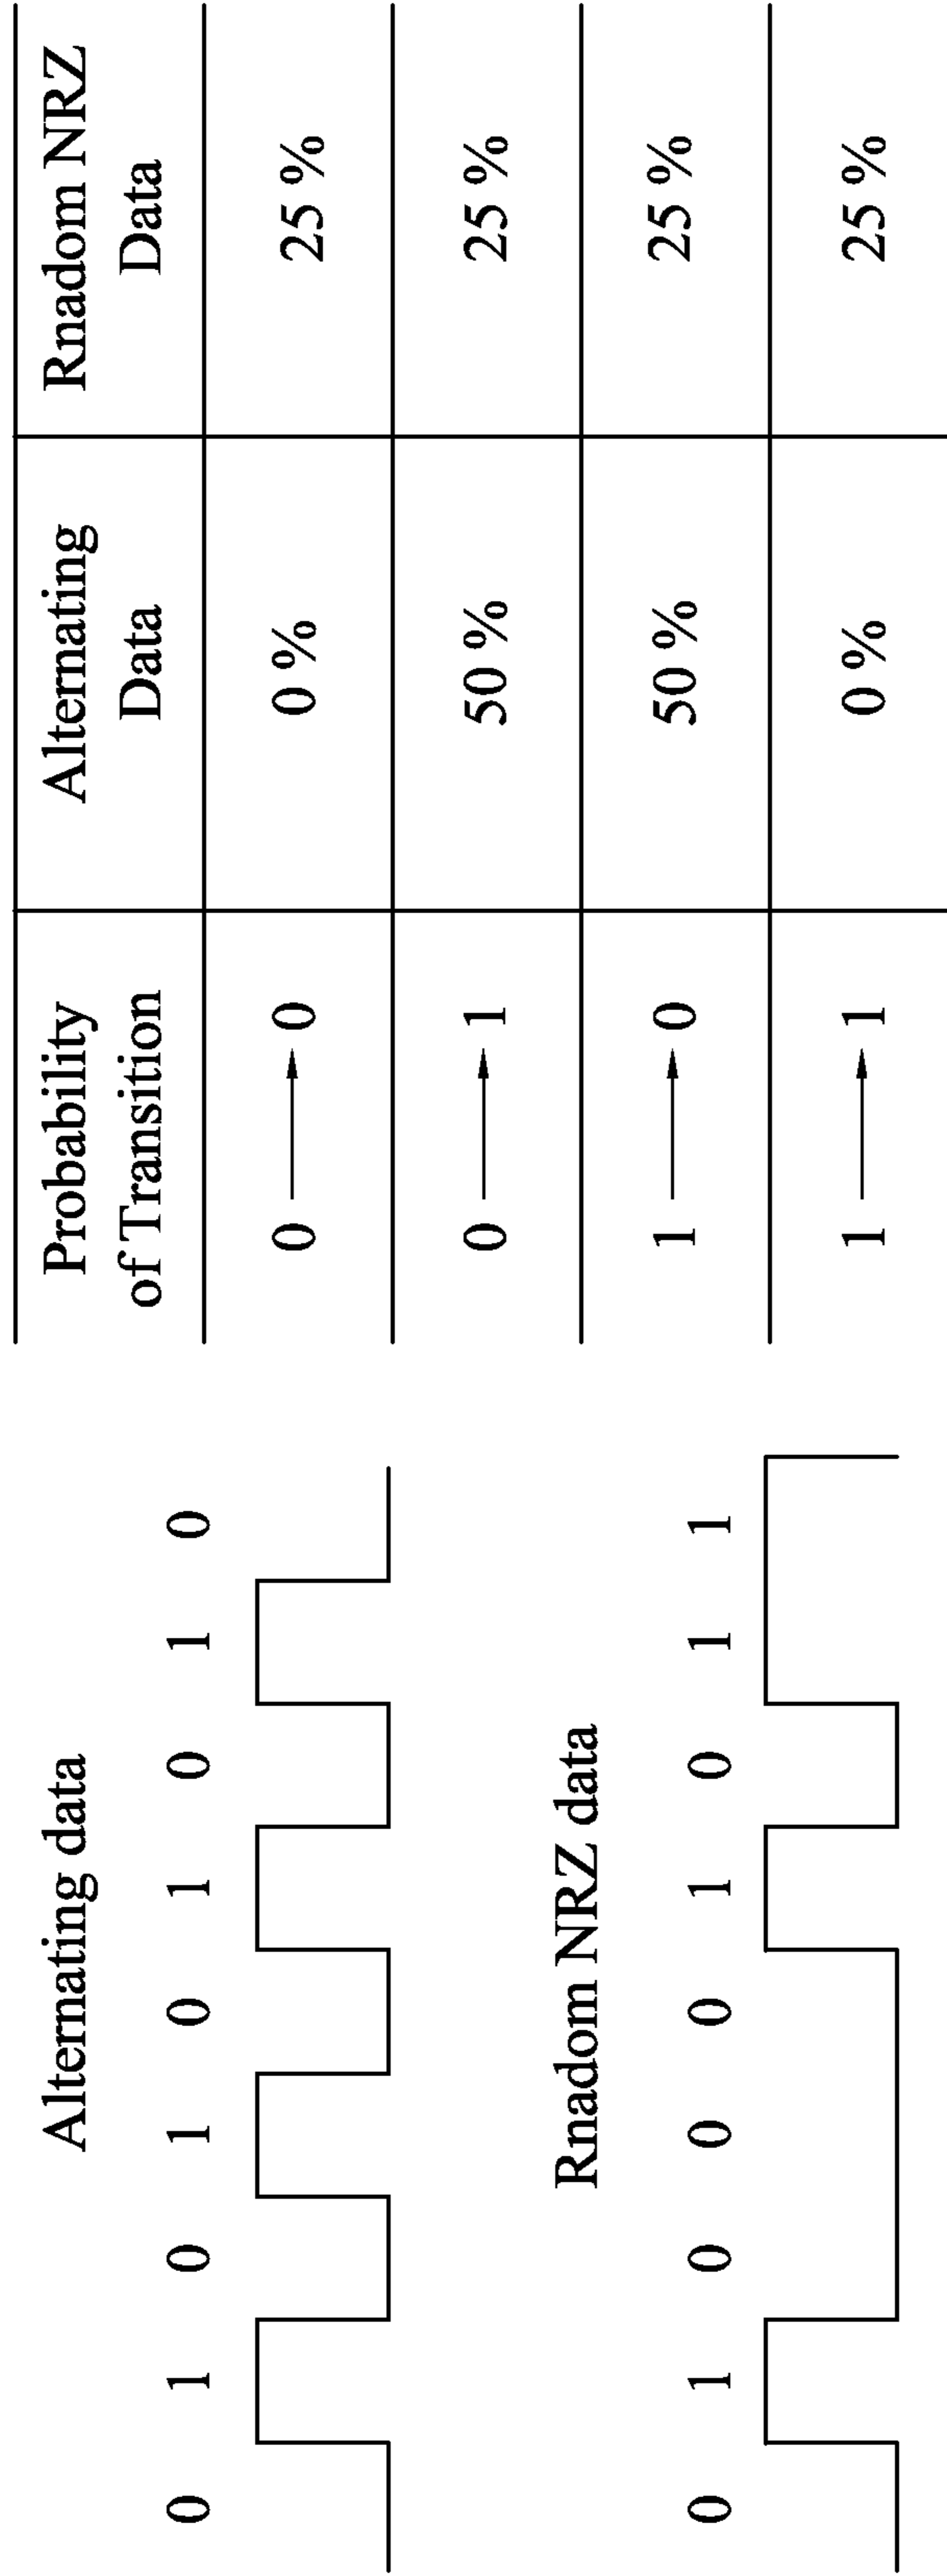 Alternating data
0 1 0 1 0 1 0 1 0
Rnadom NRZ data
0 1 0 0 0 1 0 1 1
Probability of Transition Alternating Data Rnadom NRZ Data
0 → 0 0 % 25 %
0 → 1 50 % 25 %
1 → 0 50 % 25 %
1 → 1 0 % 25 %